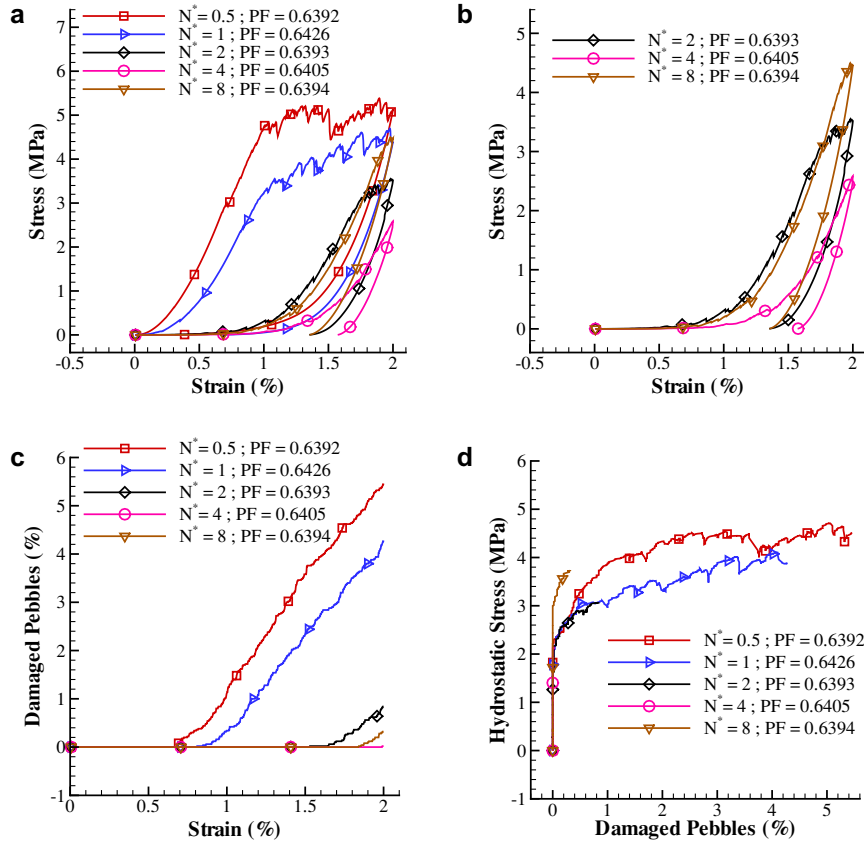 a
N* = 0.5 ; PF = 0.6392
N* = 1 ; PF = 0.6426
N* = 2 ; PF = 0.6393
N* = 4 ; PF = 0.6405
N* = 8 ; PF = 0.6394
Stress (MPa)
7
6
5
4
3
2
1
0
-0.5 0 0.5 1 1.5 2
Strain (%)
b
N* = 2 ; PF = 0.6393
N* = 4 ; PF = 0.6405
N* = 8 ; PF = 0.6394
Stress (MPa)
5
4
3
2
1
0
-0.5 0 0.5 1 1.5 2
Strain (%)
c
N* = 0.5 ; PF = 0.6392
N* = 1 ; PF = 0.6426
N* = 2 ; PF = 0.6393
N* = 4 ; PF = 0.6405
N* = 8 ; PF = 0.6394
Damaged Pebbles (%)
6
5
4
3
2
1
0
-1
0 0.5 1 1.5 2
Strain (%)
d
Hydrostatic Stress (MPa)
6
5
4
3
2
1
0
-1
N* = 0.5 ; PF = 0.6392
N* = 1 ; PF = 0.6426
N* = 2 ; PF = 0.6393
N* = 4 ; PF = 0.6405
N* = 8 ; PF = 0.6394
0 1 2 3 4 5
Damaged Pebbles (%)